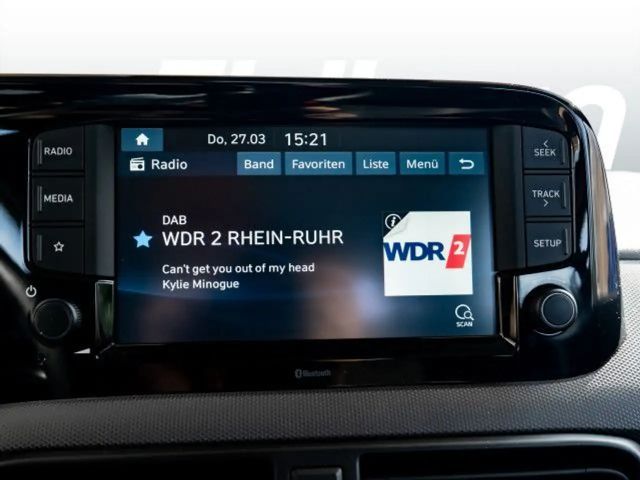 Do, 27.03 15:21
RADIO
SEEK
Radio Band Favoriten Liste Menü
MEDIA
TRACK
DAB
WDR 2 RHEIN-RUHR
WDR 2
SETUP
Can't get you out of my head
Kylie Minogue
SCAN
Bluetooth